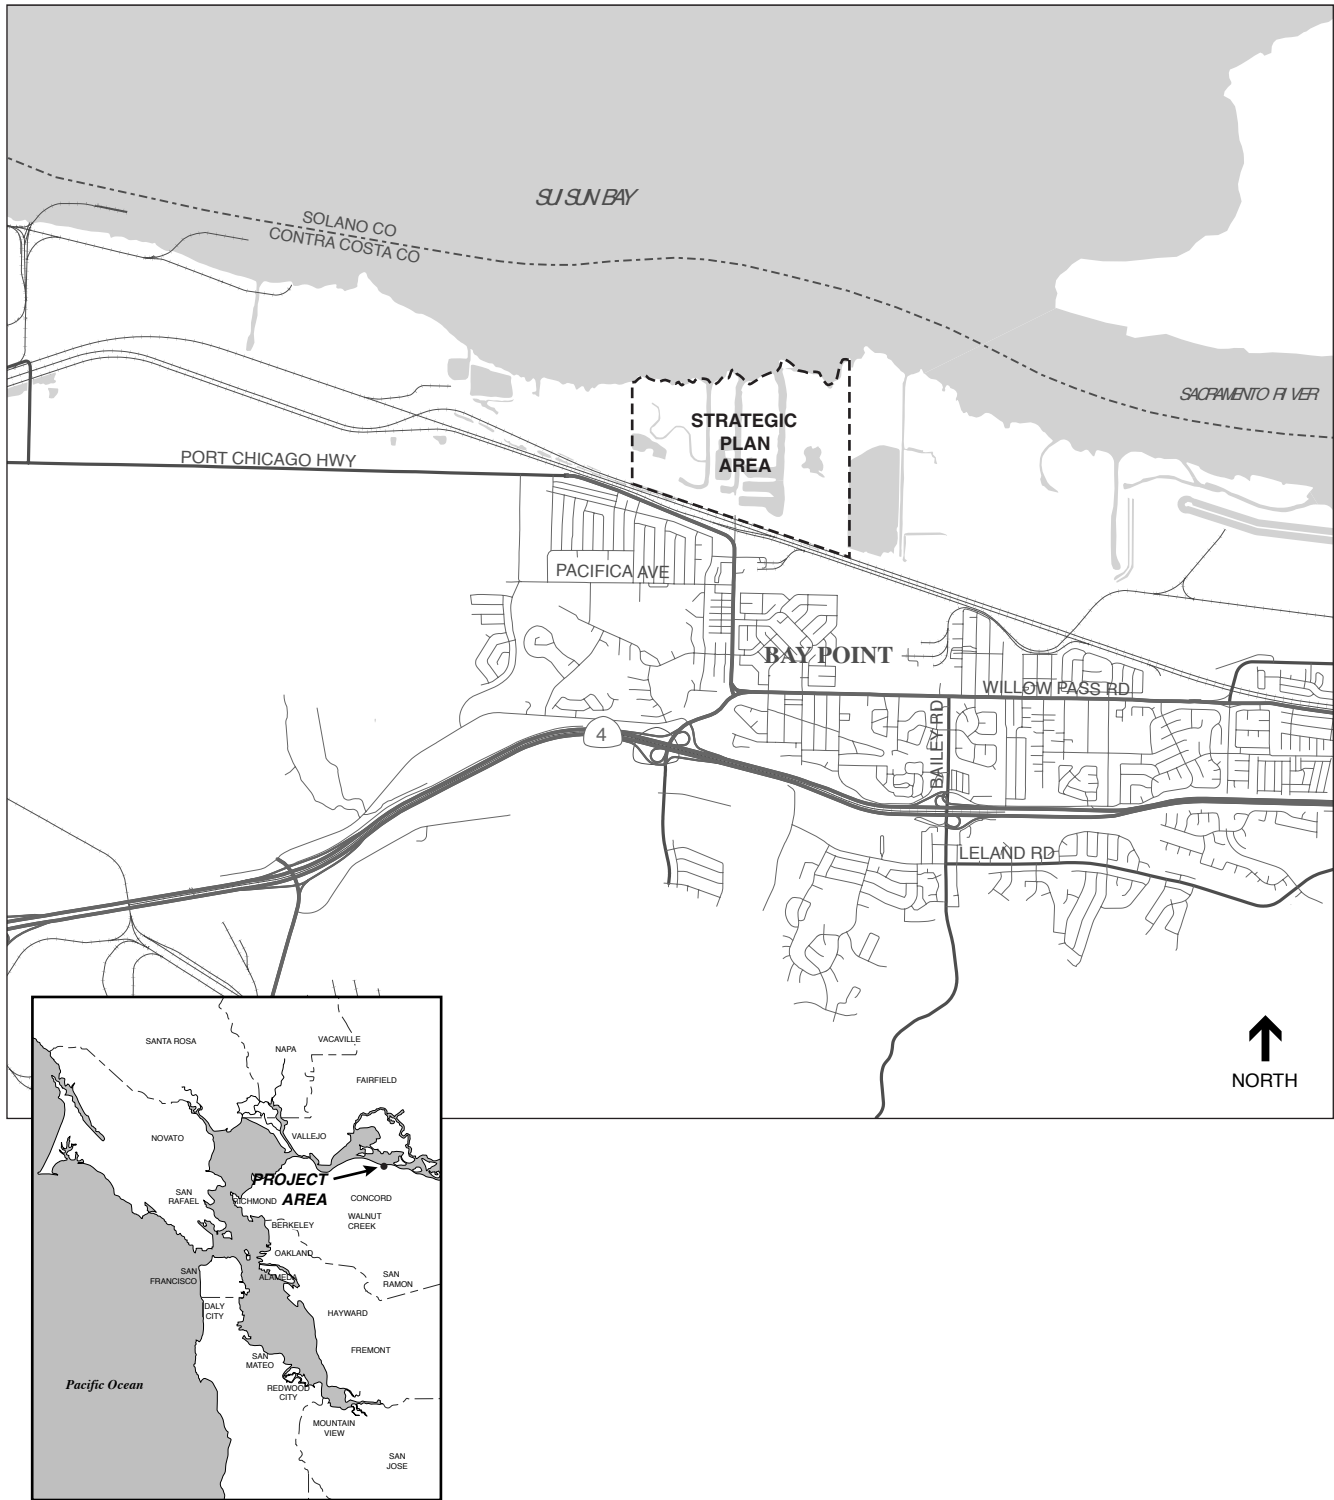 SUISUN BAY
SOLANO CO
CONTRA COSTA CO
SACRAMENTO RIVER
STRATEGIC
PLAN
AREA
PORT CHICAGO HWY
PACIFICA AVE
BAY POINT
WILLOW PASS RD
BAILEY RD
4
LELAND RD
NORTH
SANTA ROSA
NAPA
VACAVILLE
FAIRFIELD
NOVATO
VALLEJO
PROJECT
AREA
SAN
RAFAEL
RICHMOND
CONCORD
WALNUT
CREEK
BERKELEY
OAKLAND
SAN
FRANCISCO
ALAMEDA
SAN
RAMON
DALY
CITY
HAYWARD
FREMONT
SAN
MATEO
REDWOOD
CITY
Pacific Ocean
MOUNTAIN
VIEW
SAN
JOSE